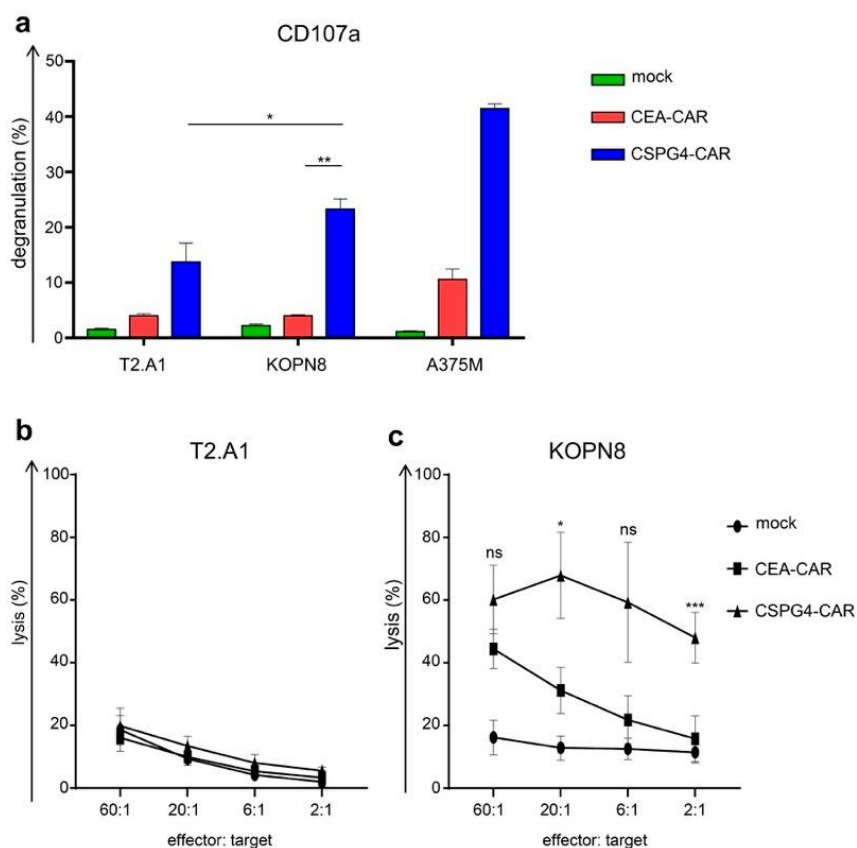 a
CD107a
degranulation (%)
50
40
30
20
10
0
*
**
T2.A1
KOPN8
A375M
mock
CEA-CAR
CSPG4-CAR
b
T2.A1
lysis (%)
100
80
60
40
20
0
60:1 20:1 6:1 2:1
effector: target
c
KOPN8
lysis (%)
100
80
60
40
20
0
ns
*
ns
***
60:1 20:1 6:1 2:1
effector: target
mock
CEA-CAR
CSPG4-CAR